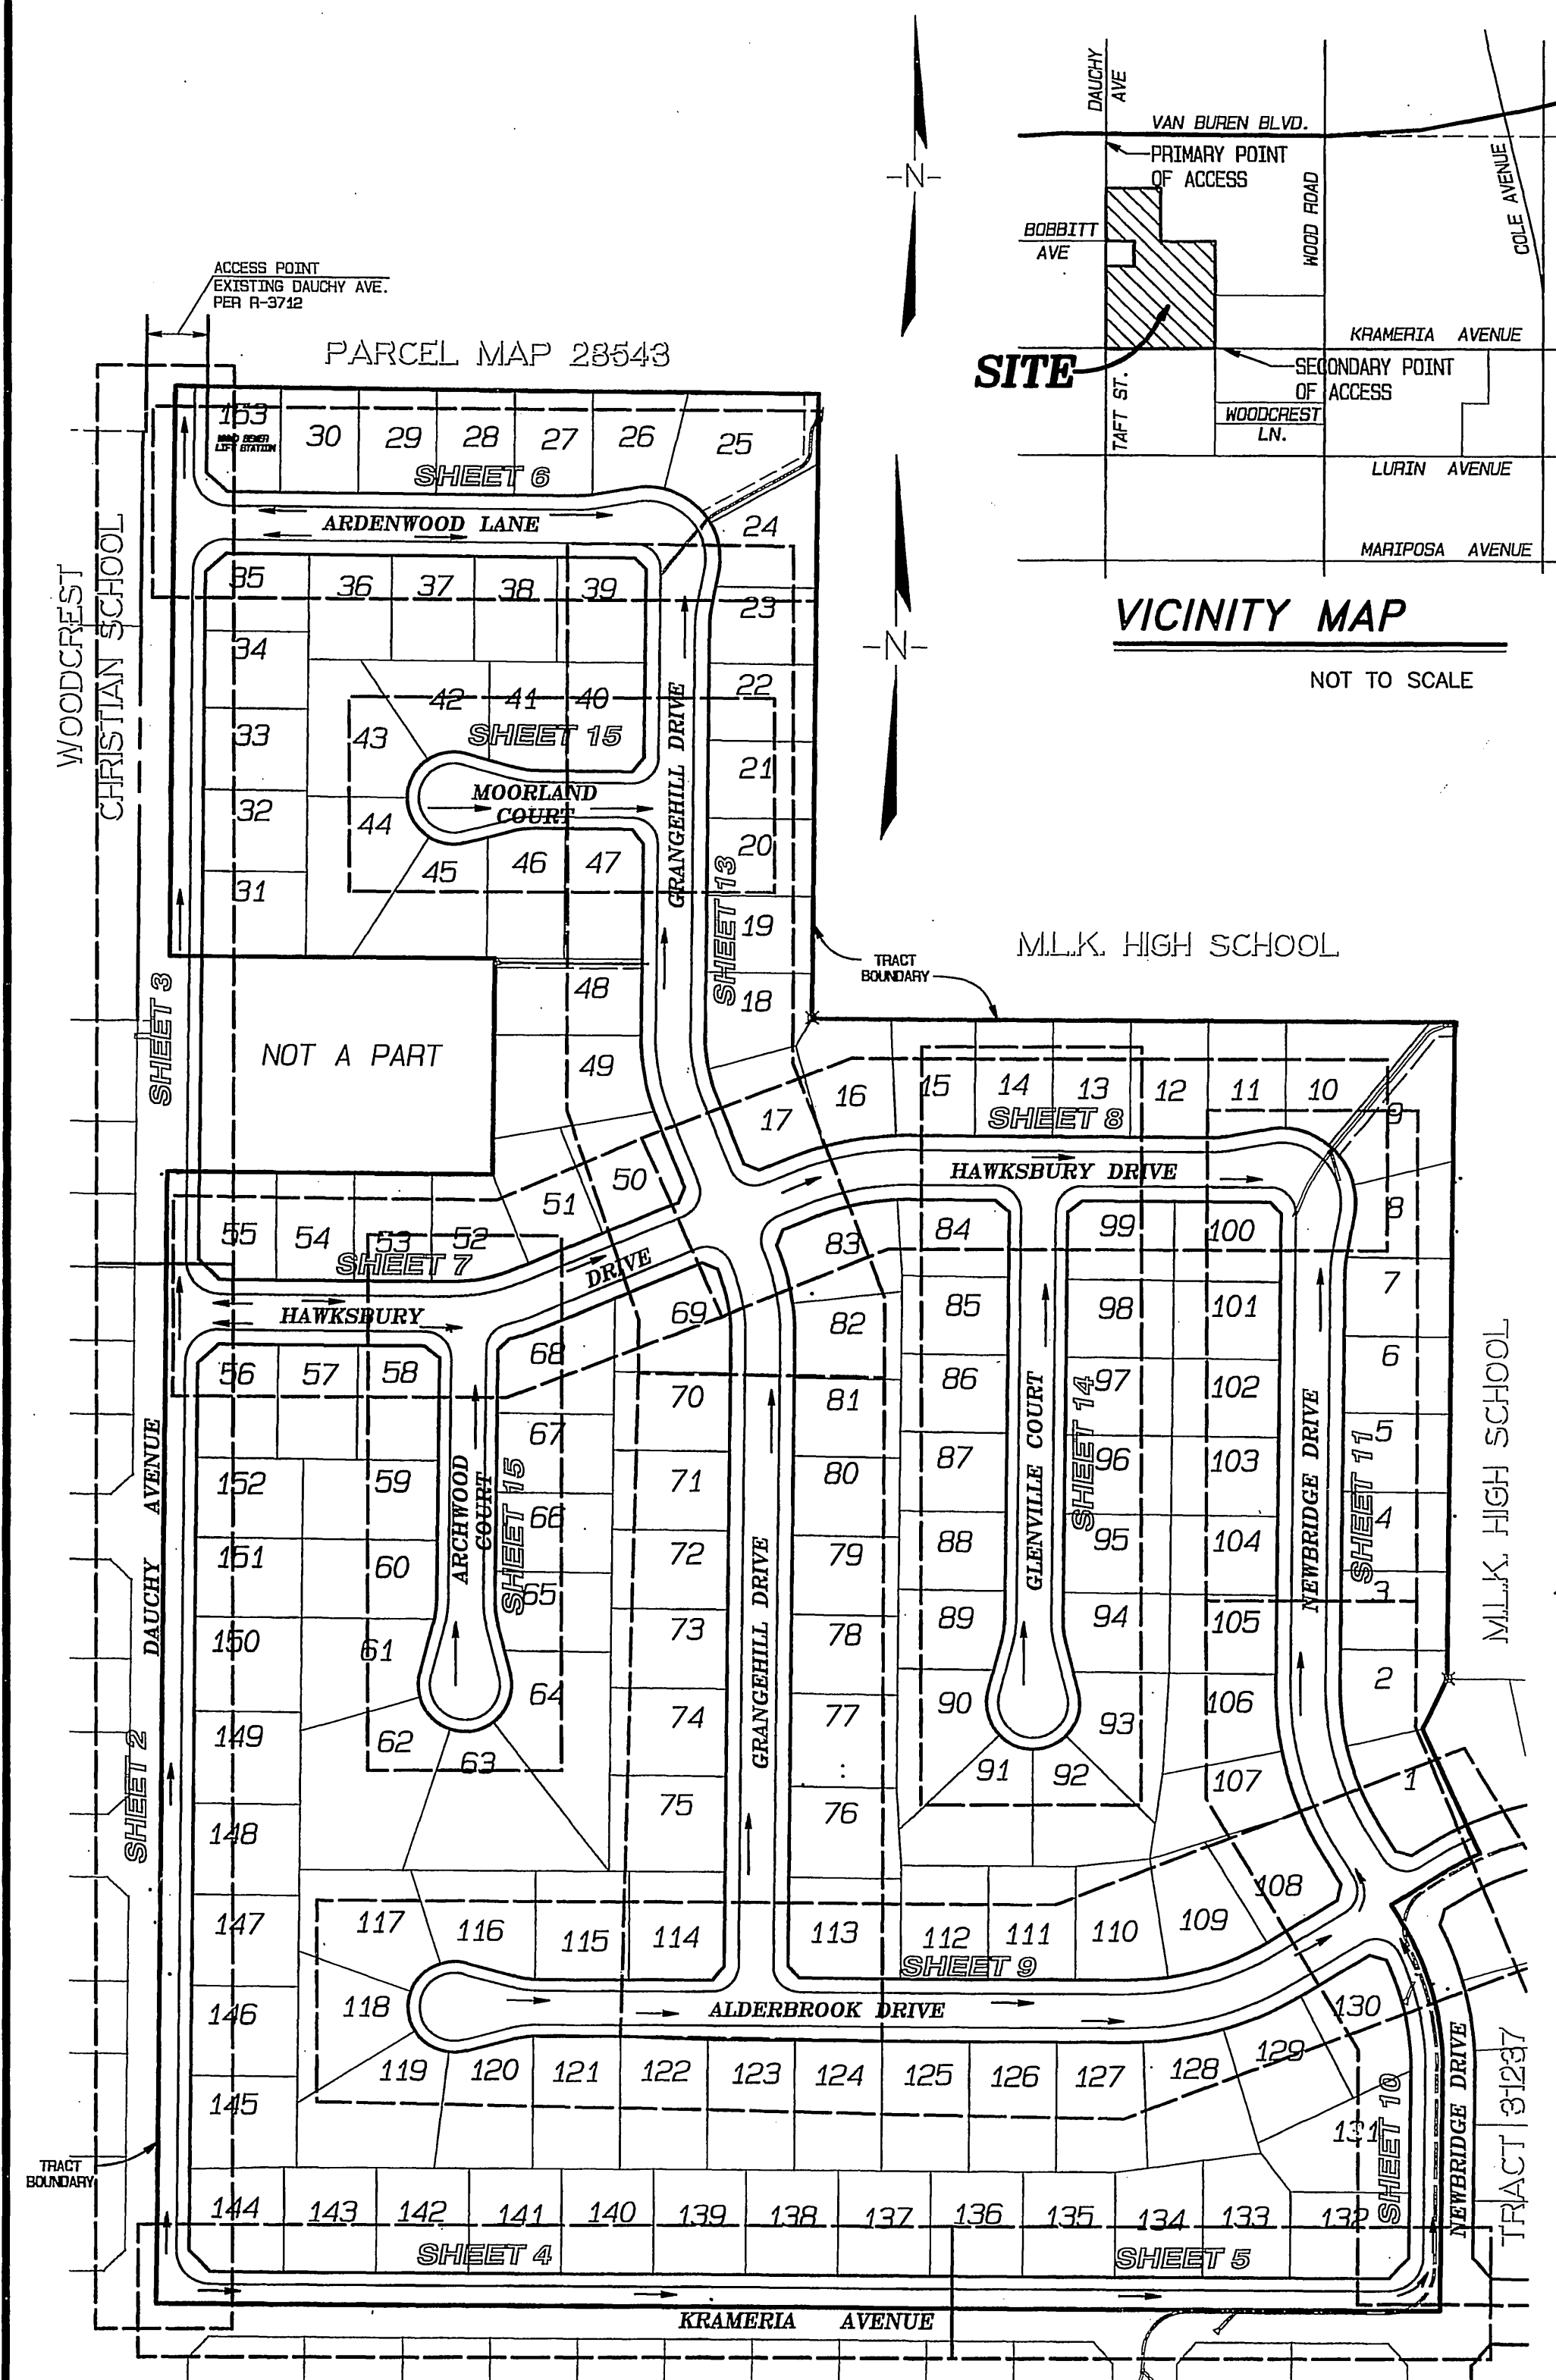 DAUCHY
AVE
VAN BUREN BLVD.
PRIMARY POINT
OF ACCESS
WOOD ROAD
COLE AVENUE
BOBBITT
AVE
KRAMERIA AVENUE
SITE
SECONDARY POINT
OF ACCESS
TAFT ST.
WOODCREST
LN.
LURIN AVENUE
MARIPOSA AVENUE
VICINITY MAP
NOT TO SCALE
-N-
-N-
ACCESS POINT
EXISTING DAUCHY AVE.
PER R-3712
PARCEL MAP 28543
WOODCREST
CHRISTIAN SCHOOL
153
LIFT STATION
30 29 28 27 26 25
SHEET 6
ARDENWOOD LANE
24
35 36 37 38 39
23
34
42 41 40
22
33 43
SHEET 15
GRANGEHILL DRIVE
21
MOORLAND
COURT
32 44
20
45 46 47
31
SHEET 13
19
M.L.K. HIGH SCHOOL
TRACT
BOUNDARY
18
48
SHEET 3
NOT A PART
49
17 16 15 14 13 12 11 10
SHEET 8
9
HAWKSBURY DRIVE
50
51
8
55 54 53 52
SHEET 7
83 84 99 100
DRIVE
HAWKSBURY
7
69 82 85 98 101
68
6
56 57 58
70 81 86 97 102
GLENVILLE COURT
SHEET 14
NEWBRIDGE DRIVE
M.L.K. HIGH SCHOOL
67
5
SHEET 11
DAUCHY AVENUE
152 59
ARCHWOOD
COURT
SHEET 15
71 80 87 96 103
66
4
151 60
72 79 88 95 104
65
3
GRANGEHILL DRIVE
150 61
73 78 89 94 105
64
2
SHEET 2
149 62 63
74 77 90 93 106
91 92 107
1
148
75 76
108
147 117 116 115 114 113 112 111 110 109
SHEET 9
146 118
ALDERBROOK DRIVE
130
119 120 121 122 123 124 125 126 127 128 129
145
131
SHEET 10
NEWBRIDGE DRIVE
TRACT 31237
TRACT
BOUNDARY
144 143 142 141 140 139 138 137 136 135 134 133 132
SHEET 4
SHEET 5
KRAMERIA AVENUE